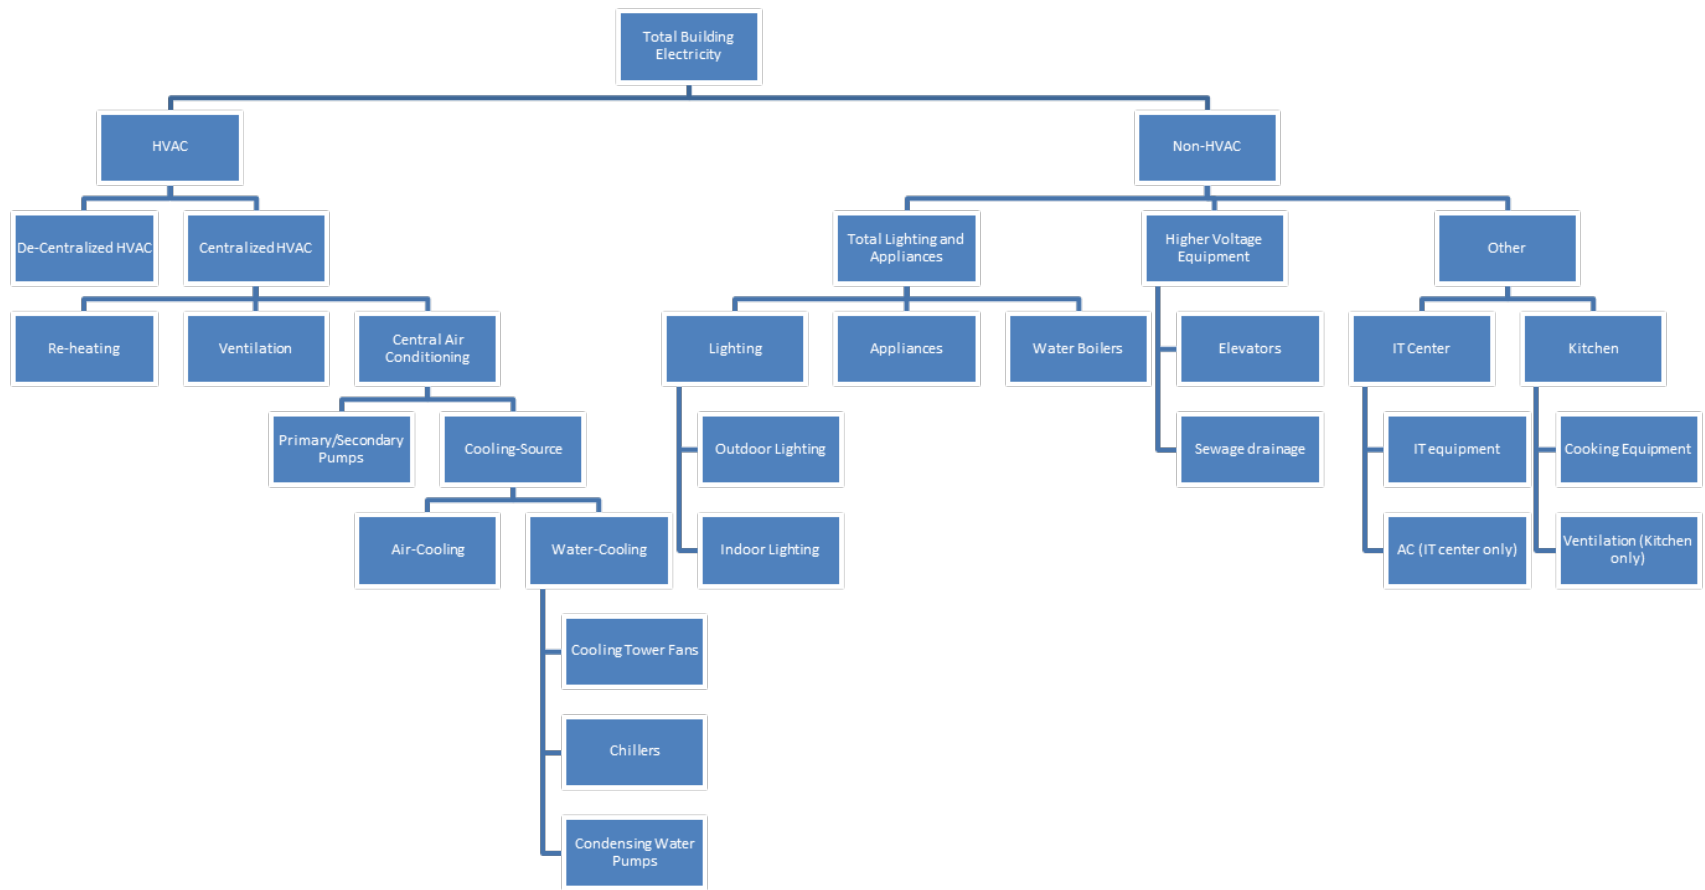 Total Building
Electricity
HVAC
Non-HVAC
De-Centralized HVAC
Centralized HVAC
Total Lighting and
Appliances
Higher Voltage
Equipment
Other
Re-heating
Ventilation
Central Air
Conditioning
Lighting
Appliances
Water Boilers
Elevators
IT Center
Kitchen
Primary/Secondary
Pumps
Cooling-Source
Outdoor Lighting
Sewage drainage
IT equipment
Cooking Equipment
Air-Cooling
Water-Cooling
Indoor Lighting
AC (IT center only)
Ventilation (Kitchen
only)
Cooling Tower Fans
Chillers
Condensing Water
Pumps